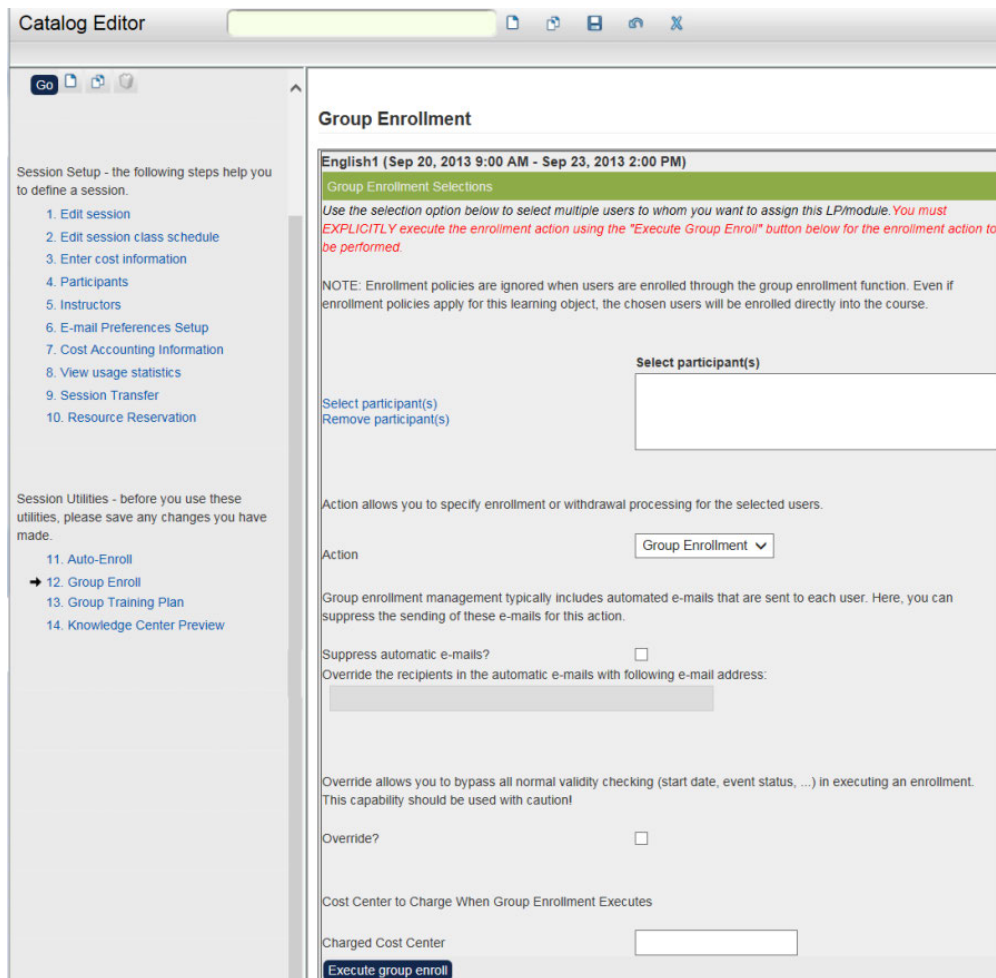 Catalog Editor
Go
Session Setup - the following steps help you
to define a session.
1. Edit session
2. Edit session class schedule
3. Enter cost information
4. Participants
5. Instructors
6. E-mail Preferences Setup
7. Cost Accounting Information
8. View usage statistics
9. Session Transfer
10. Resource Reservation
Session Utilities - before you use these
utilities, please save any changes you have
made.
11. Auto-Enroll
12. Group Enroll
13. Group Training Plan
14. Knowledge Center Preview
Group Enrollment
English1 (Sep 20, 2013 9:00 AM - Sep 23, 2013 2:00 PM)
Group Enrollment Selections
Use the selection option below to select multiple users to whom you want to assign this LP/module.You must
EXPLICITLY execute the enrollment action using the "Execute Group Enroll" button below for the enrollment action to
be performed.
NOTE: Enrollment policies are ignored when users are enrolled through the group enrollment function. Even if
enrollment policies apply for this learning object, the chosen users will be enrolled directly into the course.
Select participant(s)
Select participant(s)
Remove participant(s)
Action allows you to specify enrollment or withdrawal processing for the selected users.
Action
Group Enrollment
Group enrollment management typically includes automated e-mails that are sent to each user. Here, you can
suppress the sending of these e-mails for this action.
Suppress automatic e-mails?
Override the recipients in the automatic e-mails with following e-mail address:
Override allows you to bypass all normal validity checking (start date, event status, ...) in executing an enrollment.
This capability should be used with caution!
Override?
Cost Center to Charge When Group Enrollment Executes
Charged Cost Center
Execute group enroll